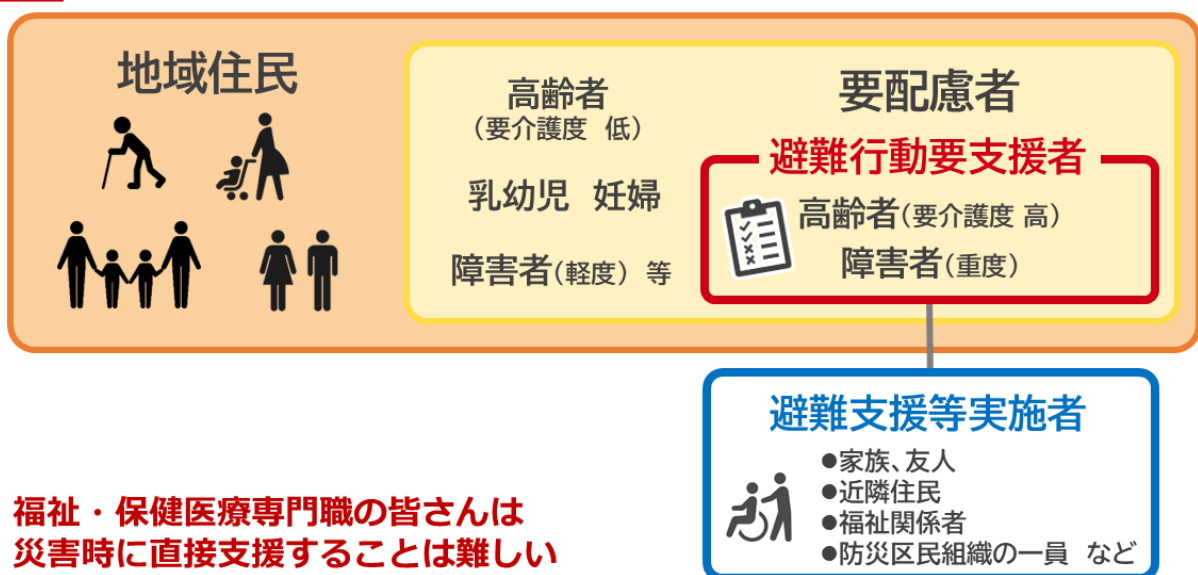 地域住民
高齢者
（要介護度 低）
乳幼児 妊婦
障害者（軽度）等
要配慮者
避難行動要支援者
高齢者（要介護度 高）
障害者（重度）
避難支援等実施者
●家族、友人
●近隣住民
●福祉関係者
●防災区民組織の一員 など
福祉・保健医療専門職の皆さんは
災害時に直接支援することは難しい